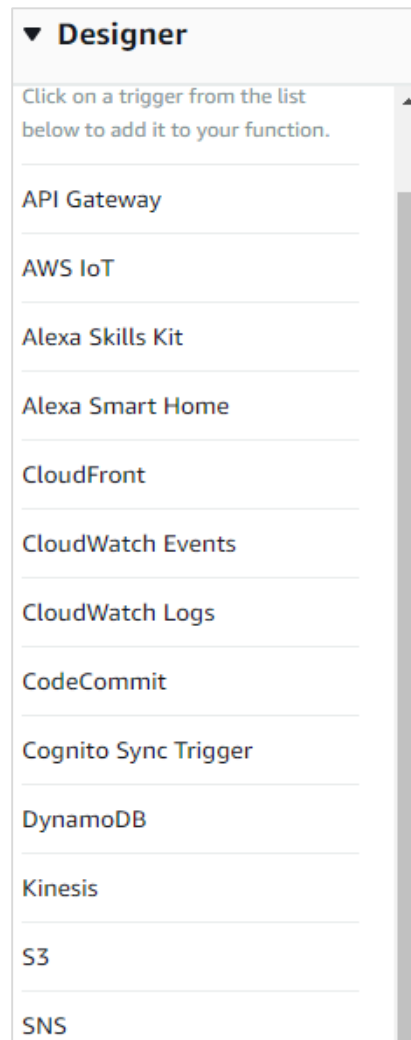 Designer
Click on a trigger from the list
below to add it to your function.
API Gateway
AWS IoT
Alexa Skills Kit
Alexa Smart Home
CloudFront
CloudWatch Events
CloudWatch Logs
CodeCommit
Cognito Sync Trigger
DynamoDB
Kinesis
S3
SNS